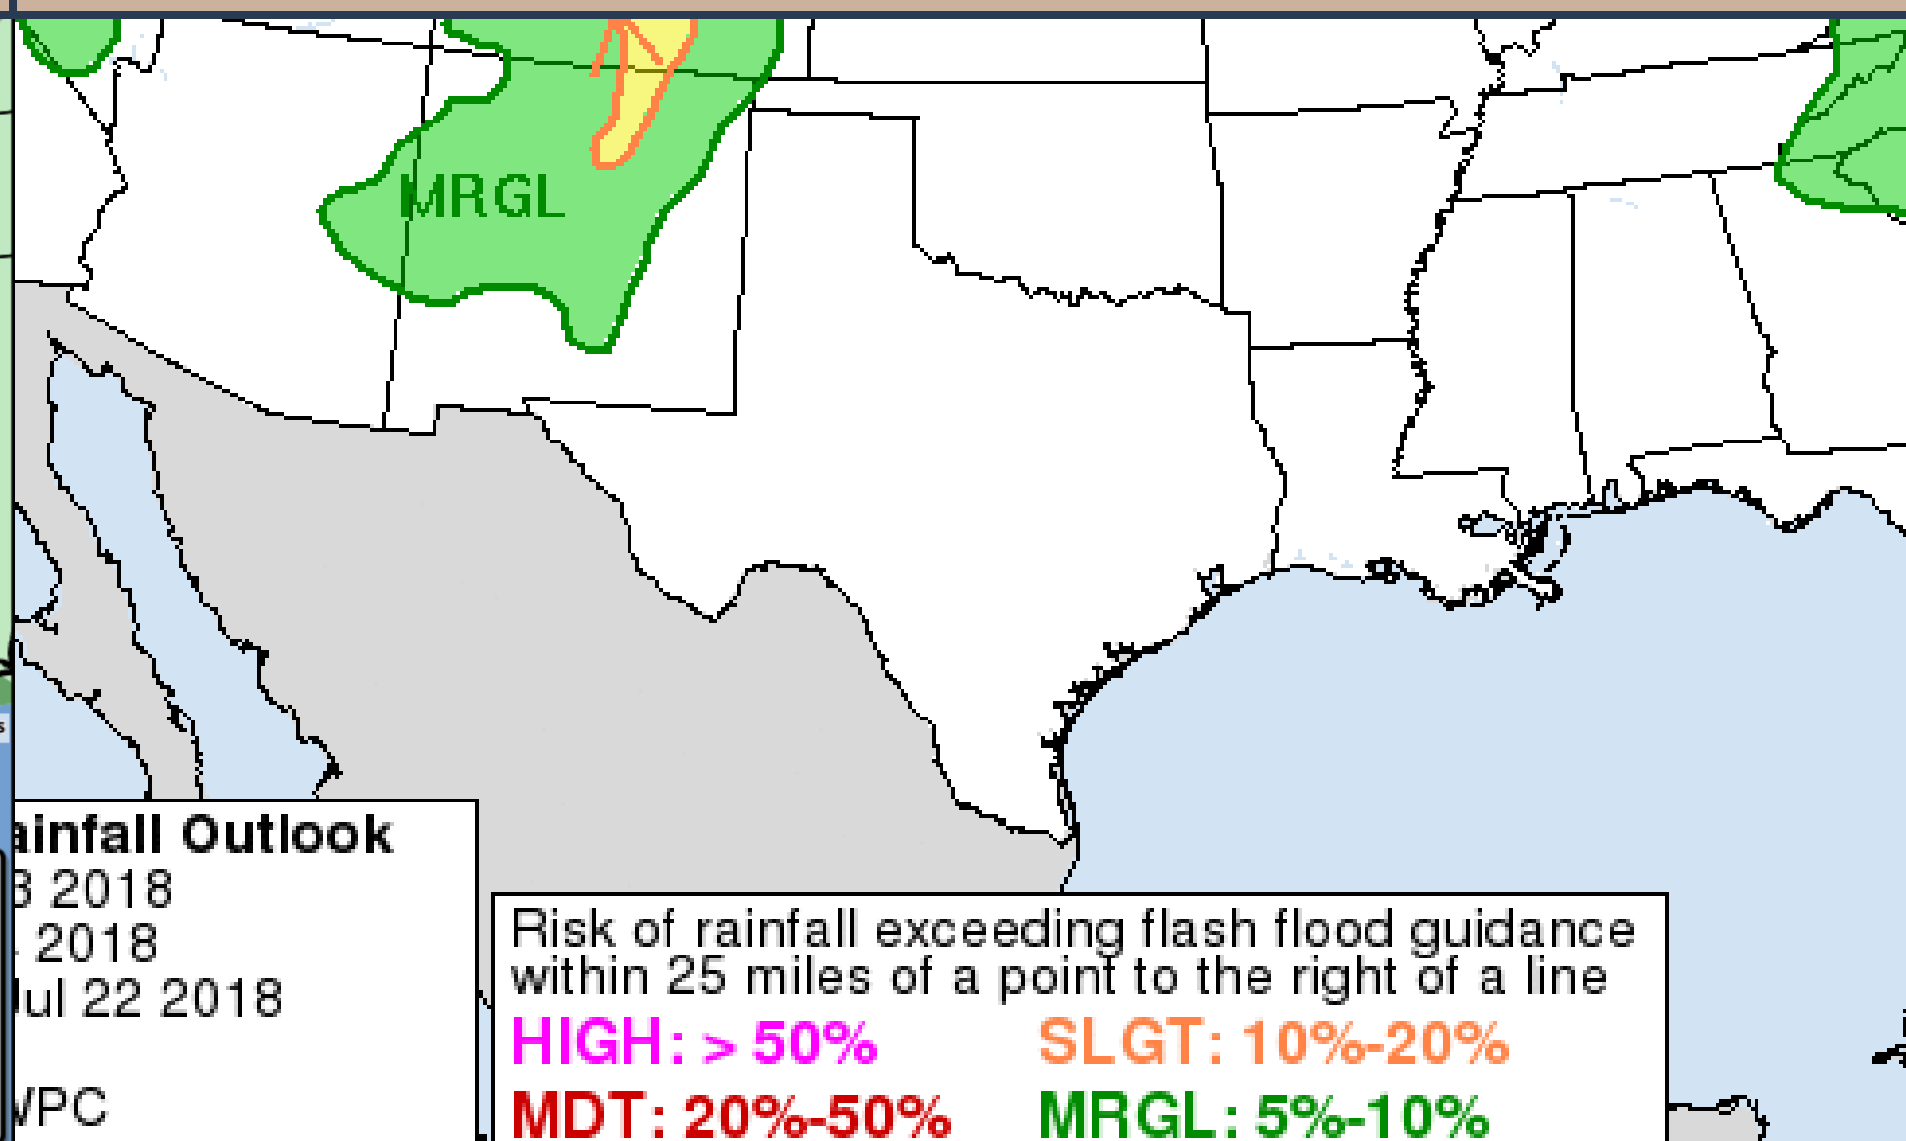 MRGL
ainfall Outlook
3 2018
2018
Jul 22 2018
WPC
Risk of rainfall exceeding flash flood guidance
within 25 miles of a point to the right of a line
HIGH: > 50%
SLGT: 10%-20%
MDT: 20%-50%
MRGL: 5%-10%